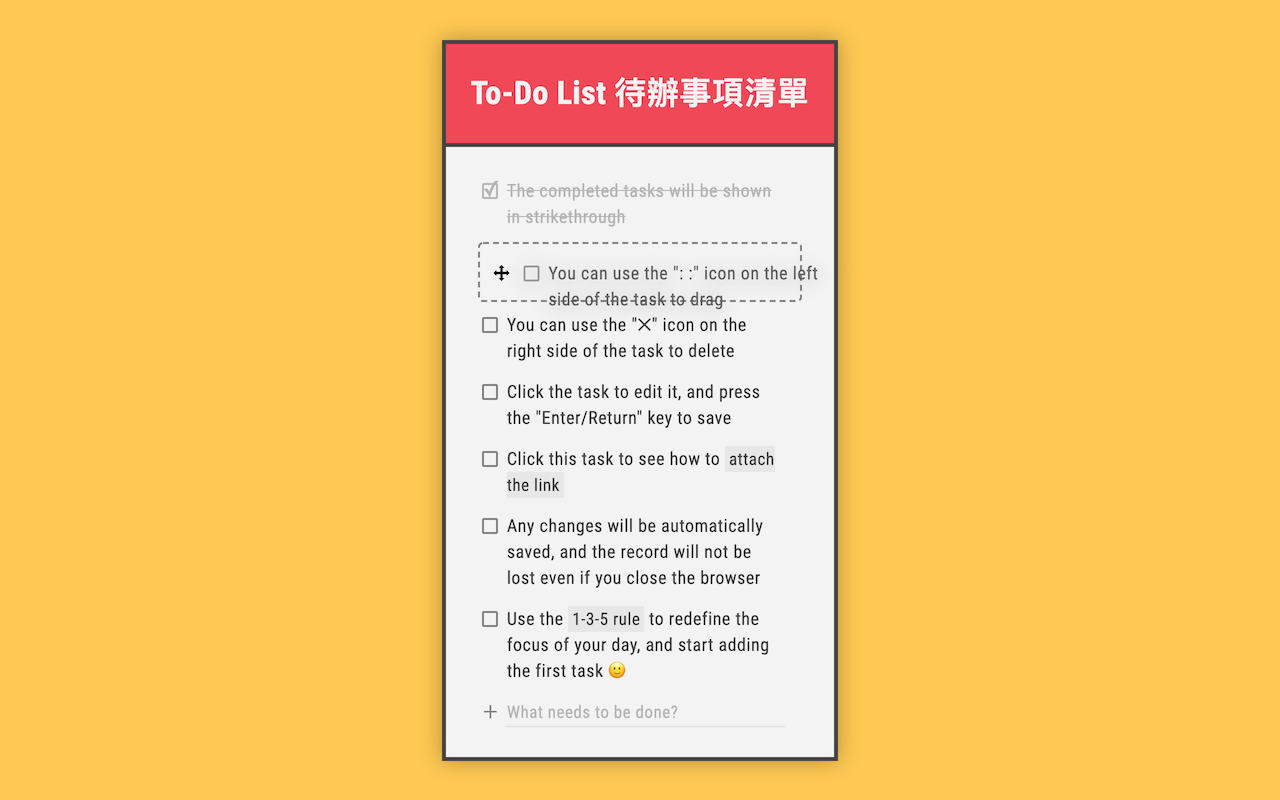 To-Do List 待辦事項清單
The completed tasks will be shown
in strikethrough
You can use the ": :" icon on the left
side of the task to drag
You can use the "✕" icon on the
right side of the task to delete
Click the task to edit it, and press
the "Enter/Return" key to save
Click this task to see how to attach
the link
Any changes will be automatically
saved, and the record will not be
lost even if you close the browser
Use the 1-3-5 rule to redefine the
focus of your day, and start adding
the first task 🙂
What needs to be done?